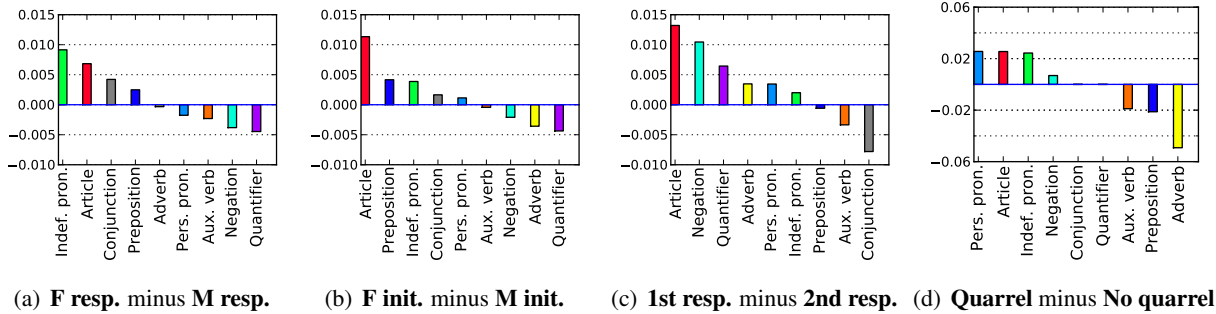 0.015
0.010
0.005
0.000
−0.005
−0.010
Indef. pron.
Article
Conjunction
Preposition
Adverb
Pers. pron.
Aux. verb
Negation
Quantifier
(a) F resp. minus M resp.
0.015
0.010
0.005
0.000
−0.005
−0.010
Article
Preposition
Indef. pron.
Conjunction
Pers. pron.
Aux. verb
Negation
Adverb
Quantifier
(b) F init. minus M init.
0.015
0.010
0.005
0.000
−0.005
−0.010
Article
Negation
Quantifier
Adverb
Pers. pron.
Indef. pron.
Preposition
Aux. verb
Conjunction
(c) 1st resp. minus 2nd resp.
0.06
0.02
−0.02
−0.06
Pers. pron.
Article
Indef. pron.
Negation
Conjunction
Quantifier
Aux. verb
Preposition
Adverb
(d) Quarrel minus No quarrel